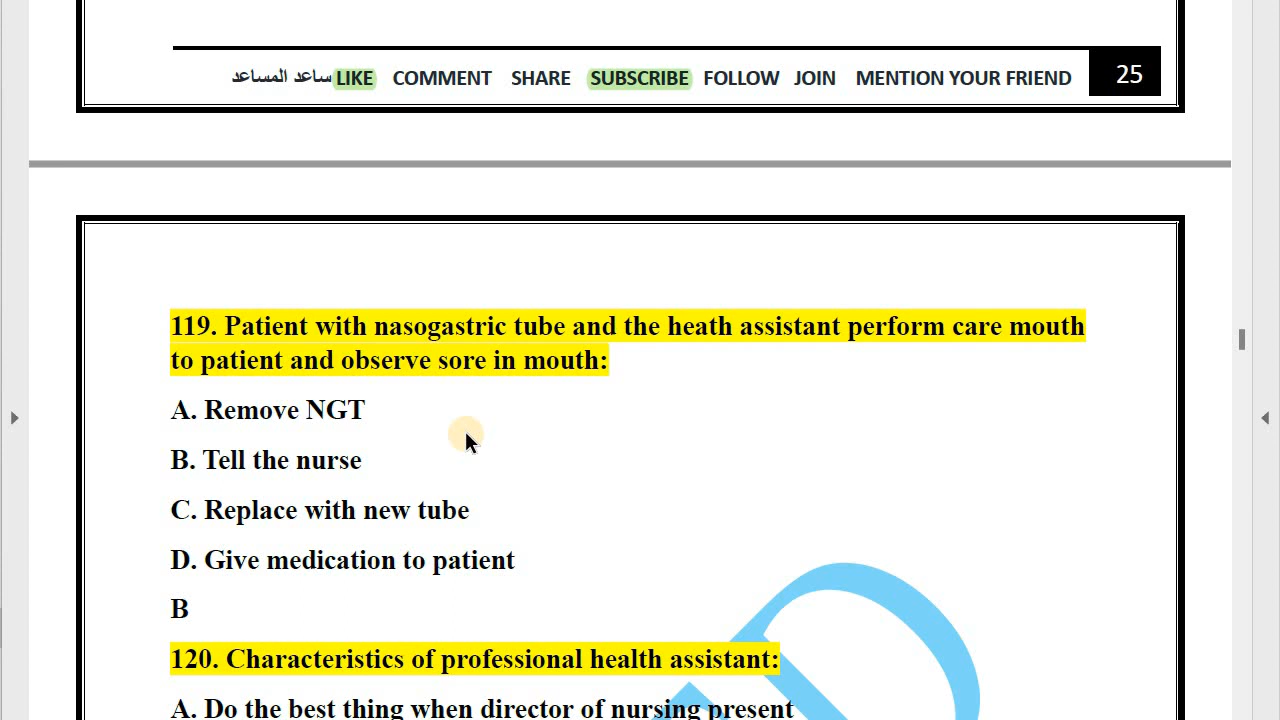 ساعد المساعد LIKE COMMENT SHARE SUBSCRIBE FOLLOW JOIN MENTION YOUR FRIEND 25
119. Patient with nasogastric tube and the heath assistant perform care mouth
to patient and observe sore in mouth:
A. Remove NGT
B. Tell the nurse
C. Replace with new tube
D. Give medication to patient
B
120. Characteristics of professional health assistant:
A. Do the best thing when director of nursing present